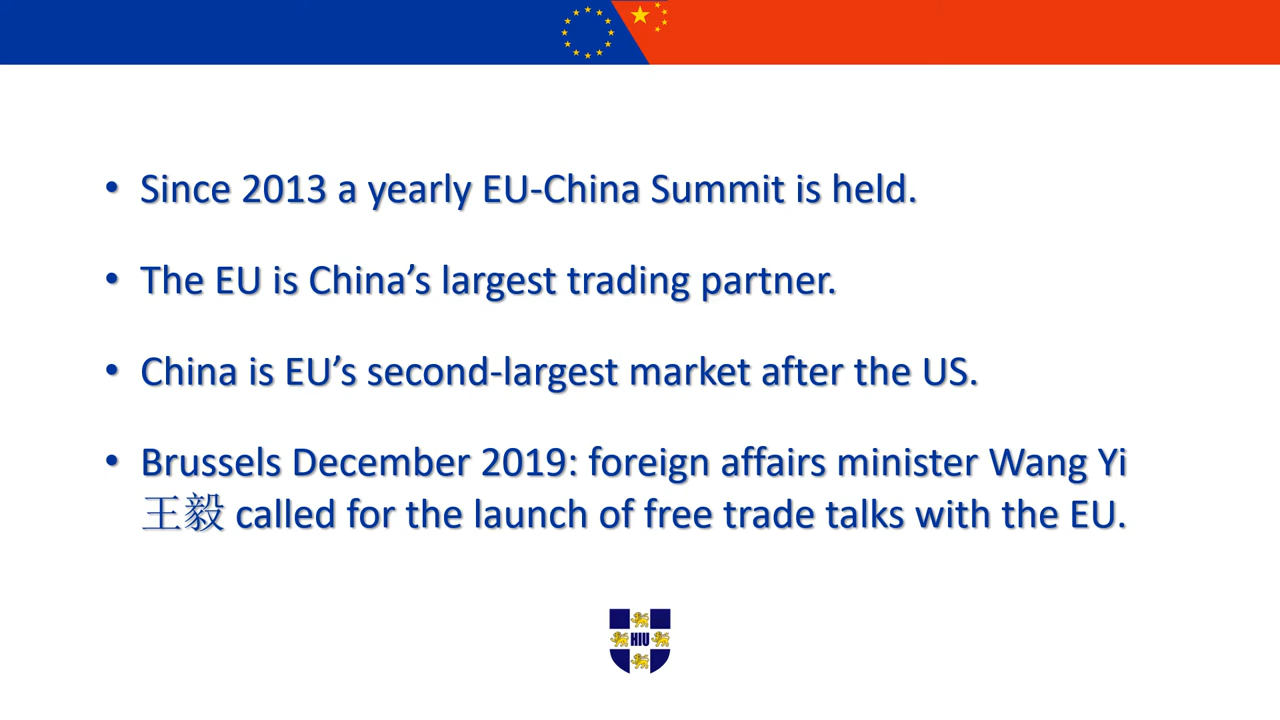 • Since 2013 a yearly EU-China Summit is held.
• The EU is China’s largest trading partner.
• China is EU’s second-largest market after the US.
• Brussels December 2019: foreign affairs minister Wang Yi
王毅 called for the launch of free trade talks with the EU.
HIU